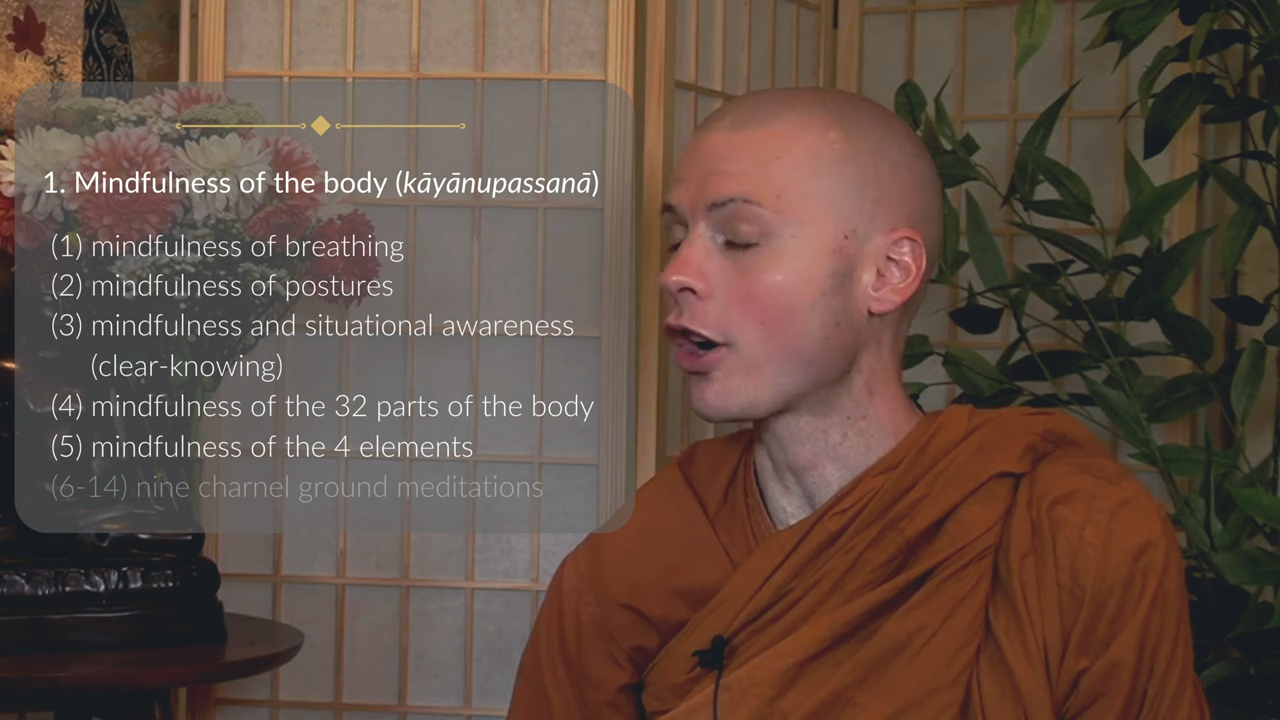 1. Mindfulness of the body (kāyānupassanā)
(1) mindfulness of breathing
(2) mindfulness of postures
(3) mindfulness and situational awareness
(clear-knowing)
(4) mindfulness of the 32 parts of the body
(5) mindfulness of the 4 elements
(6-14) nine charnel ground meditations